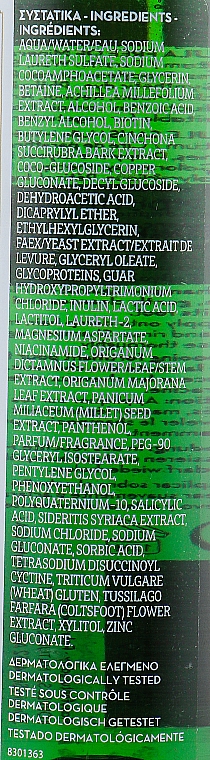 ΣΥΣΤΑΤΙΚΑ - INGREDIENTS -
INGRÉDIENTS:
AQUA/WATER/EAU, SODIUM
LAURETH SULFATE, SODIUM
COCOAMPHOACETATE, GLYCERIN,
BETAINE, ACHILLEA MILLEFOLIUM
EXTRACT, ALCOHOL, BENZOIC ACID,
BENZYL ALCOHOL, BIOTIN,
BUTYLENE GLYCOL, CINCHONA
SUCCIRUBRA BARK EXTRACT,
COCO-GLUCOSIDE, COPPER
GLUCONATE, DECYL GLUCOSIDE,
DEHYDROACETIC ACID,
DICAPRYLYL ETHER,
ETHYLHEXYLGLYCERIN,
FAEX/YEAST EXTRACT/EXTRAIT DE
LEVURE, GLYCERYL OLEATE,
GLYCOPROTEINS, GUAR
HYDROXYPROPYLTRIMONIUM
CHLORIDE, INULIN, LACTIC ACID,
LACTITOL, LAURETH-2,
MAGNESIUM ASPARTATE,
NIACINAMIDE, ORIGANUM
DICTAMNUS FLOWER/LEAF/STEM
EXTRACT, ORIGANUM MAJORANA
LEAF EXTRACT, PANICUM
MILIACEUM (MILLET) SEED
EXTRACT, PANTHENOL,
PARFUM/FRAGRANCE, PEG-90
GLYCERYL ISOSTEARATE,
PENTYLENE GLYCOL,
PHENOXYETHANOL,
POLYQUATERNIUM-10, SALICYLIC
ACID, SIDERITIS SYRIACA EXTRACT,
SODIUM CHLORIDE, SODIUM
GLUCONATE, SORBIC ACID,
TETRASODIUM DISUCCINOYL
CYCTINE, TRITICUM VULGARE
(WHEAT) GLUTEN, TUSSILAGO
FARFARA (COLTSFOOT) FLOWER
EXTRACT, XYLITOL, ZINC
GLUCONATE.
ΔΕΡΜΑΤΟΛΟΓΙΚΑ ΕΛΕΓΜΕΝΟ
DERMATOLOGICALLY TESTED
TESTÉ SOUS CONTRÔLE
DERMATOLOGIQUE
DERMATOLOGISCH GETESTET
TESTADO DERMATOLÓGICAMENTE
8301363